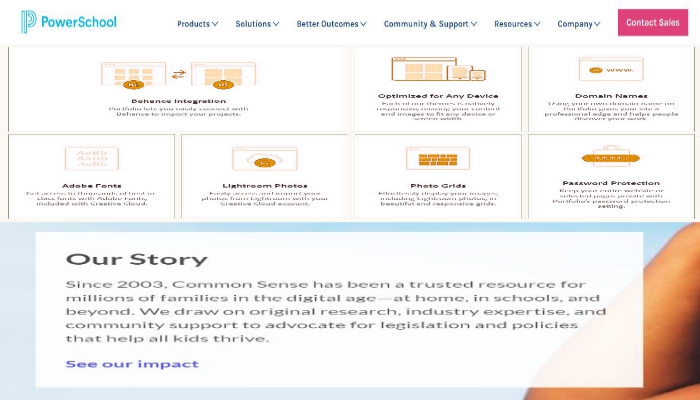 PowerSchool
Products Solutions Better Outcomes Community & Support Resources Company Contact Sales
Behance Integration
Portfolio lets you easily connect with
Behance to import your projects.
Optimized for Any Device
Each of our themes is natively
responsive, resizing your content
and images to fit any device or
screen width.
Domain Names
Using your own domain name on
Portfolio gives your site a
professional edge and helps people
discover your work.
Adobe Fonts
Get access to thousands of best-in-
class fonts with Adobe Fonts,
included with Creative Cloud.
Lightroom Photos
Easily access and import your
photos from Lightroom with your
Creative Cloud account.
Photo Grids
Effortlessly display your images,
including Lightroom photos, in
beautiful and responsive grids.
Password Protection
Keep your entire website or
selected pages private with
Portfolio's password protection
setting.
AaBb
AaBb
AaBb
www.
Our Story
Since 2003, Common Sense has been a trusted resource for
millions of families in the digital age—at home, in schools, and
beyond. We draw on original research, industry expertise, and
community support to advocate for legislation and policies
that help all kids thrive.
See our impact